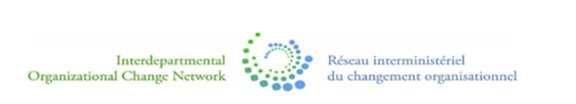 Interdepartmental
Organizational Change Network
Réseau interministériel
du changement organisationnel